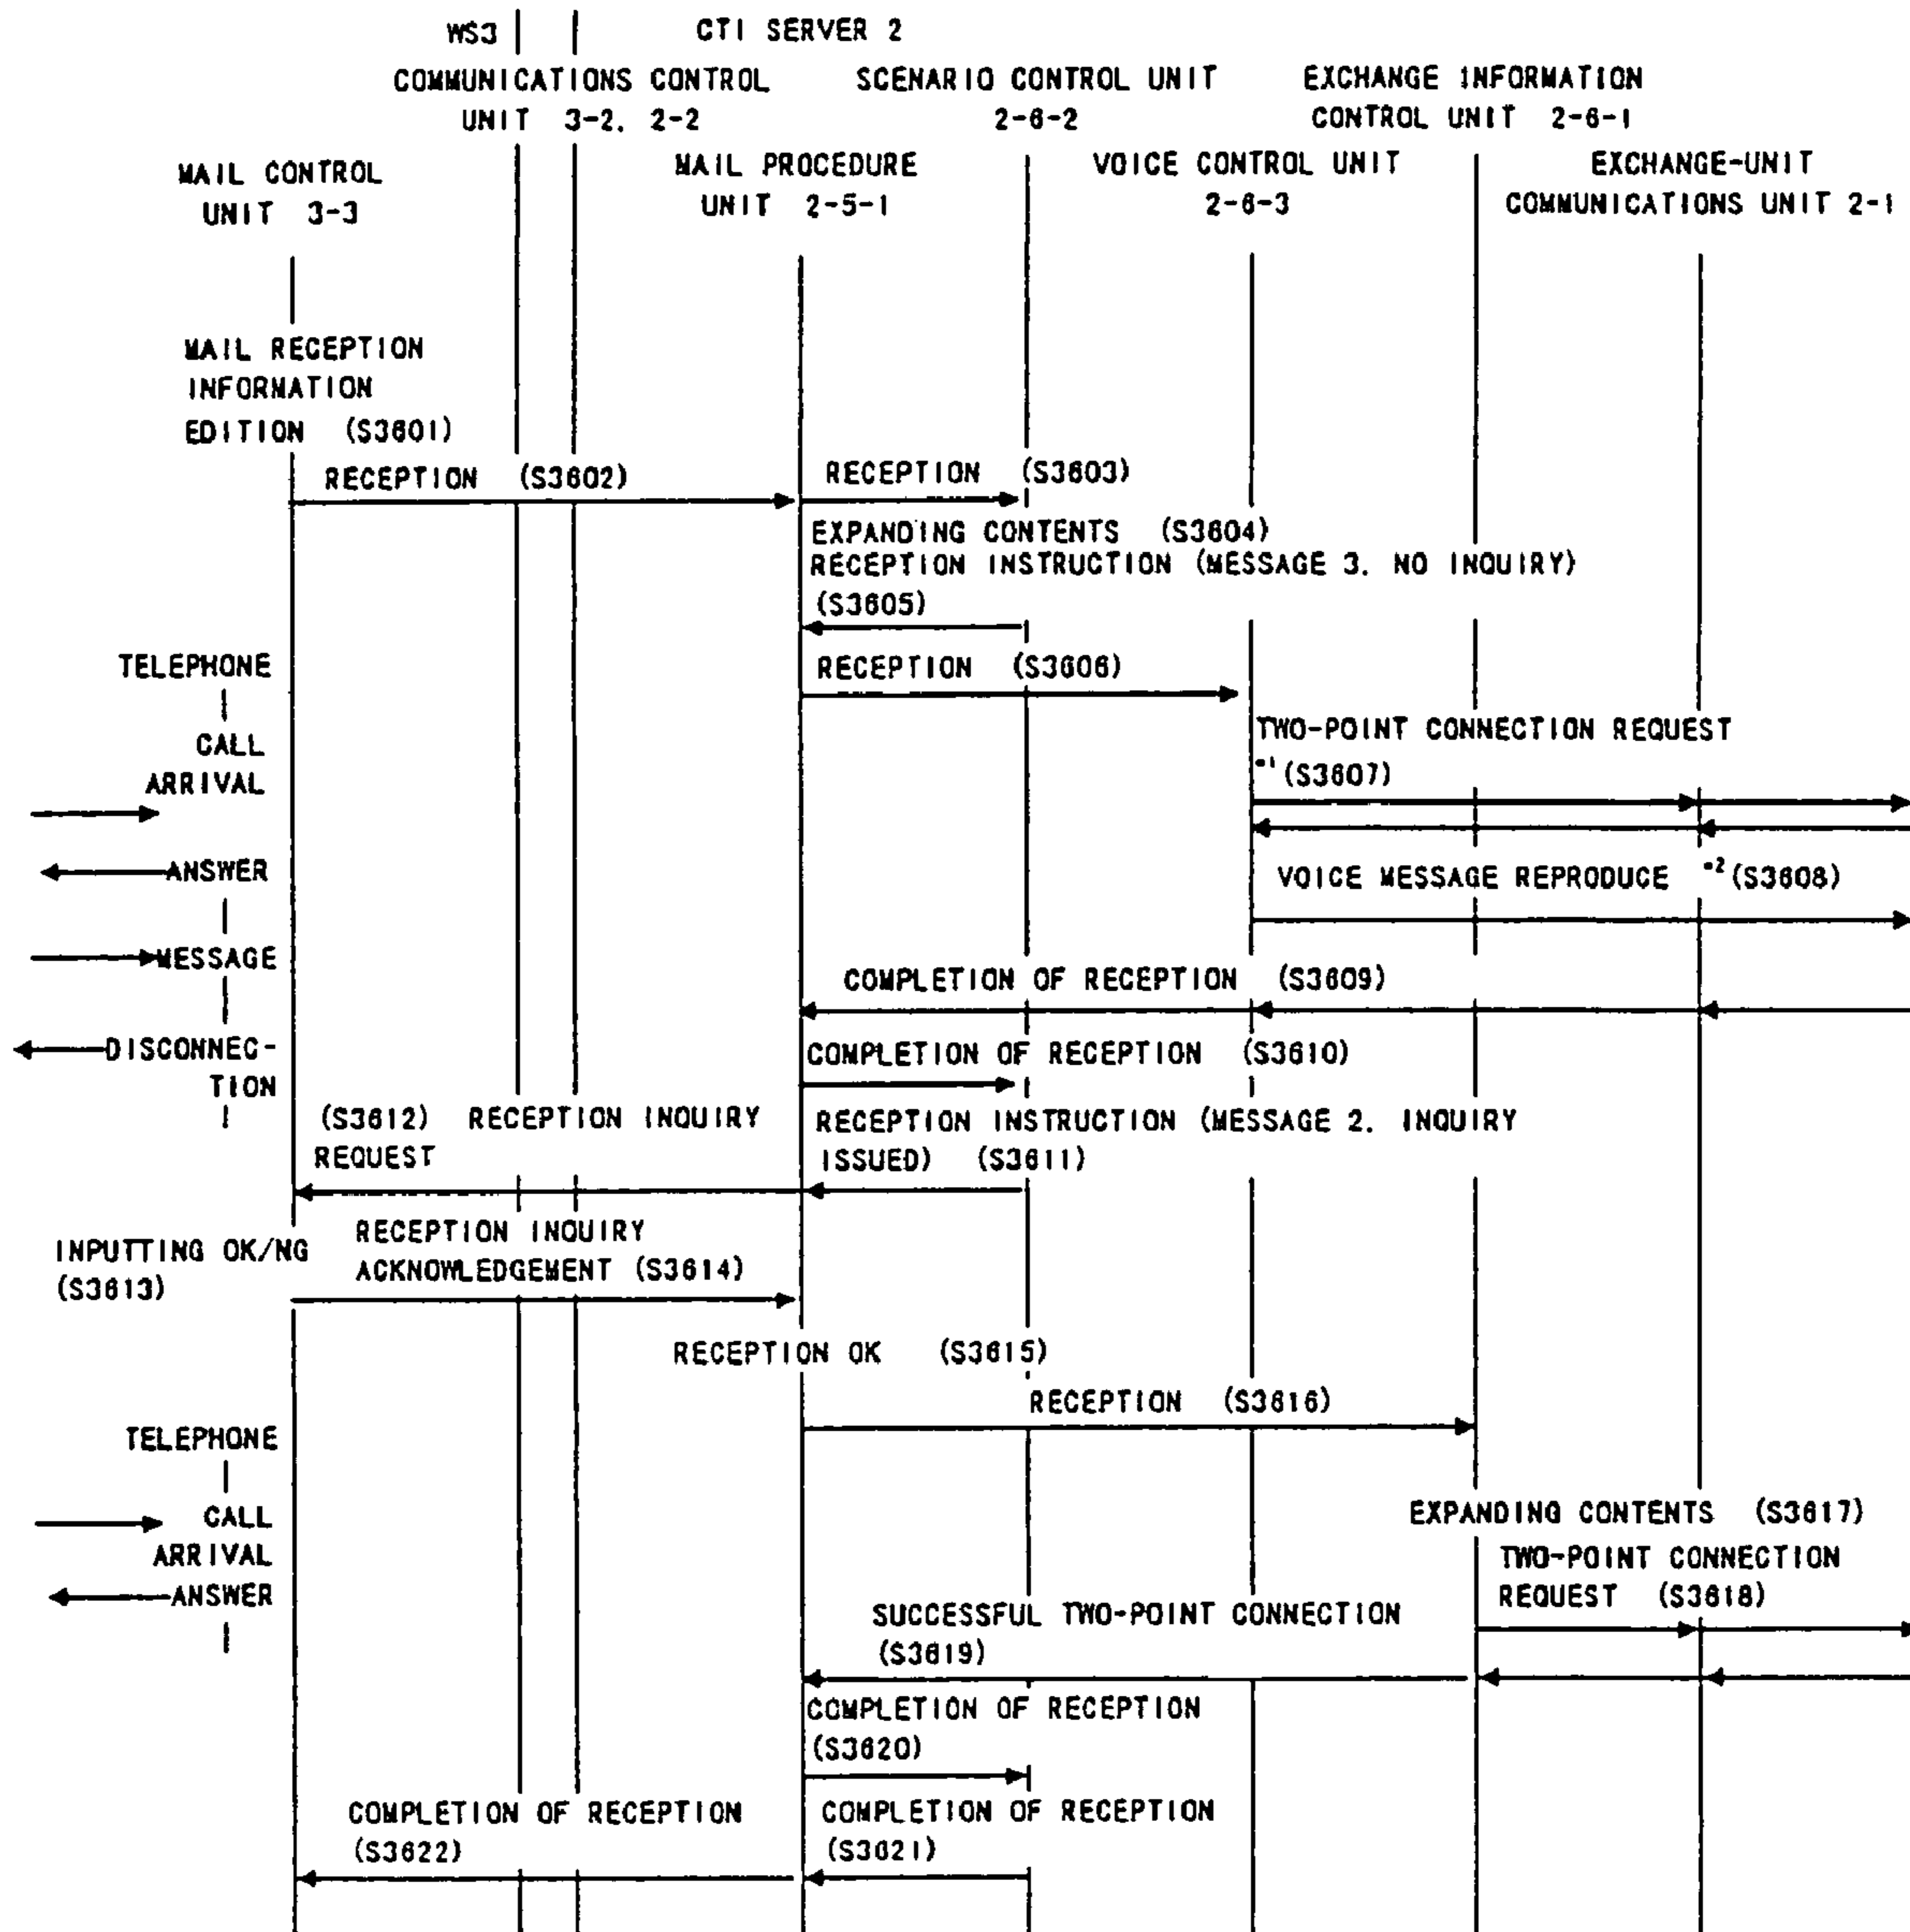 WS3
CTI SERVER 2
COMMUNICATIONS CONTROL
UNIT 3-2, 2-2
SCENARIO CONTROL UNIT
2-6-2
EXCHANGE INFORMATION
CONTROL UNIT 2-6-1
MAIL CONTROL
UNIT 3-3
MAIL PROCEDURE
UNIT 2-5-1
VOICE CONTROL UNIT
2-6-3
EXCHANGE-UNIT
COMMUNICATIONS UNIT 2-1
MAIL RECEPTION
INFORMATION
EDITION (S3601)
RECEPTION (S3602)
RECEPTION (S3603)
EXPANDING CONTENTS (S3604)
RECEPTION INSTRUCTION (MESSAGE 3, NO INQUIRY)
(S3605)
TELEPHONE
RECEPTION (S3606)
CALL
ARRIVAL
TWO-POINT CONNECTION REQUEST
*1 (S3607)
ANSWER
VOICE MESSAGE REPRODUCE *2 (S3608)
MESSAGE
COMPLETION OF RECEPTION (S3609)
DISCONNEC-
TION
COMPLETION OF RECEPTION (S3610)
(S3612) RECEPTION INQUIRY
REQUEST
RECEPTION INSTRUCTION (MESSAGE 2, INQUIRY
ISSUED) (S3611)
INPUTTING OK/NG
(S3613)
RECEPTION INQUIRY
ACKNOWLEDGEMENT (S3614)
RECEPTION OK (S3615)
RECEPTION (S3616)
TELEPHONE
CALL
ARRIVAL
ANSWER
EXPANDING CONTENTS (S3617)
TWO-POINT CONNECTION
REQUEST (S3618)
SUCCESSFUL TWO-POINT CONNECTION
(S3619)
COMPLETION OF RECEPTION
(S3620)
COMPLETION OF RECEPTION
(S3622)
COMPLETION OF RECEPTION
(S3621)